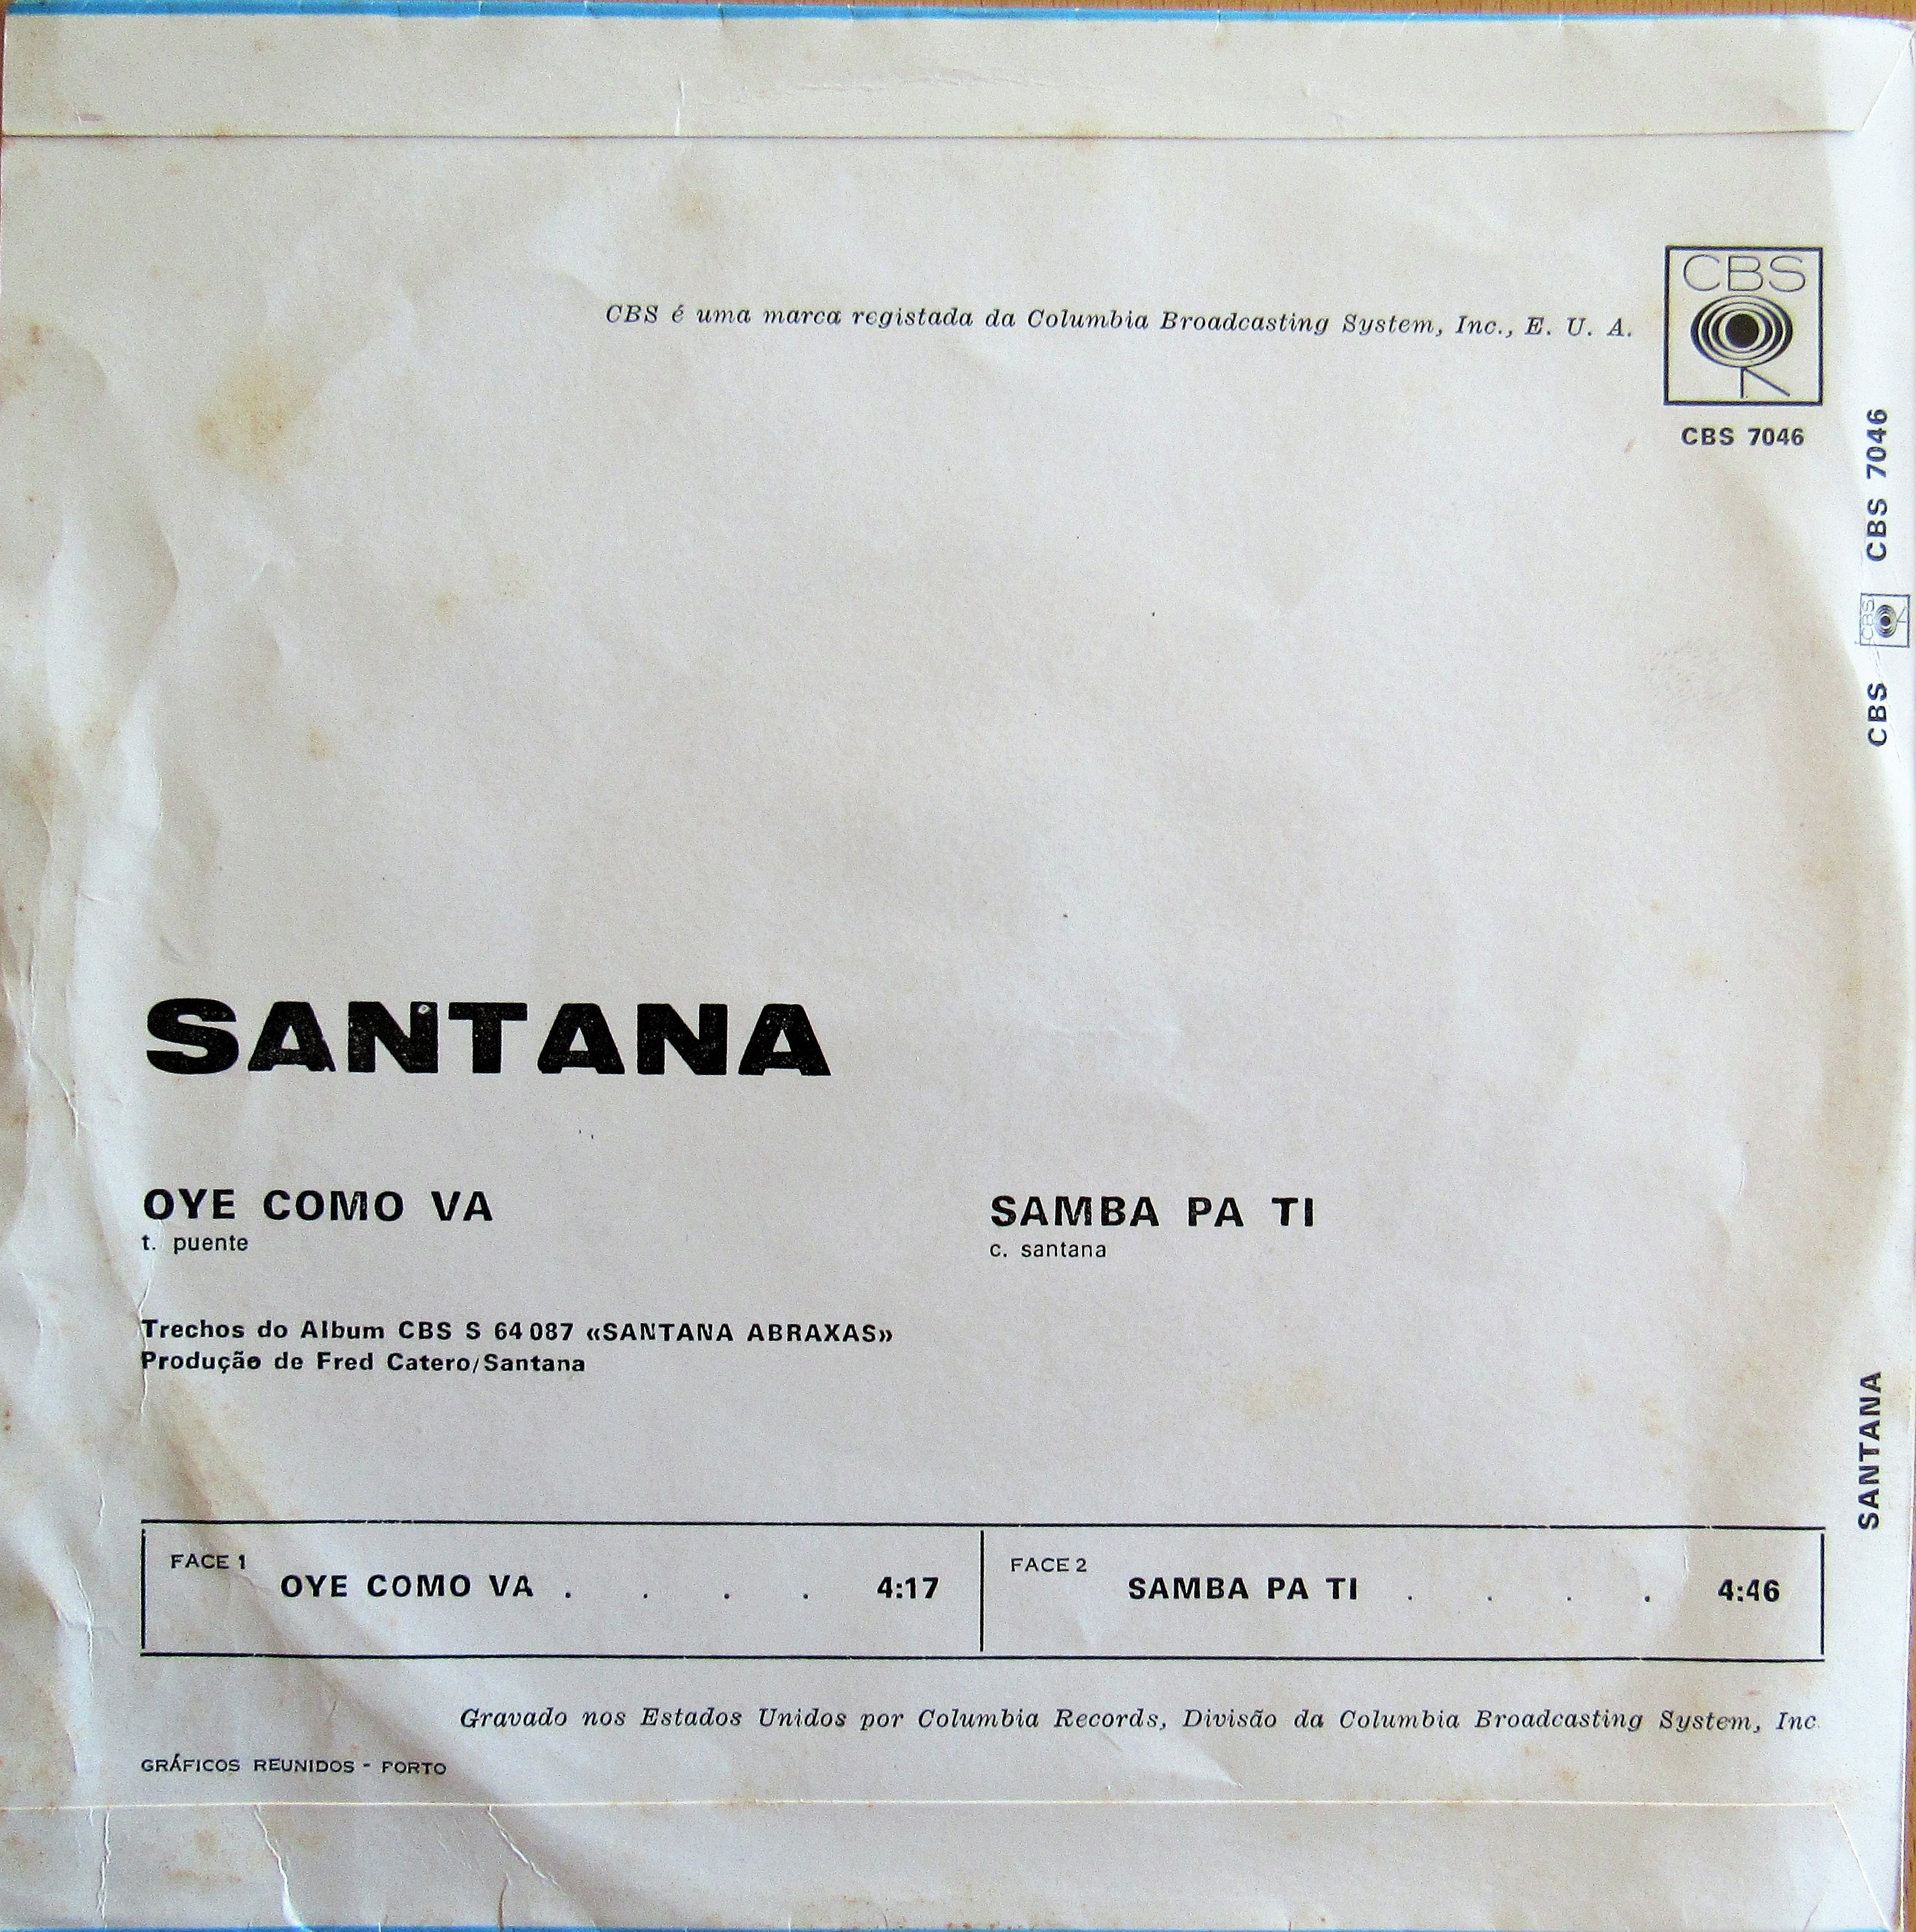 CBS
CBS é uma marca registada da Columbia Broadcasting System, Inc., E. U. A.
CBS 7046
CBS 7046
CBS
CBS
SANTANA
SANTANA
OYE COMO VA
t. puente
SAMBA PA TI
c. santana
Trechos do Album CBS S 64 087 «SANTANA ABRAXAS»
Produção de Fred Catero/Santana
FACE 1
OYE COMO VA . . . . 4:17
FACE 2
SAMBA PA TI . . . . 4:46
Gravado nos Estados Unidos por Columbia Records, Divisão da Columbia Broadcasting System, Inc.
GRÁFICOS REUNIDOS - PORTO